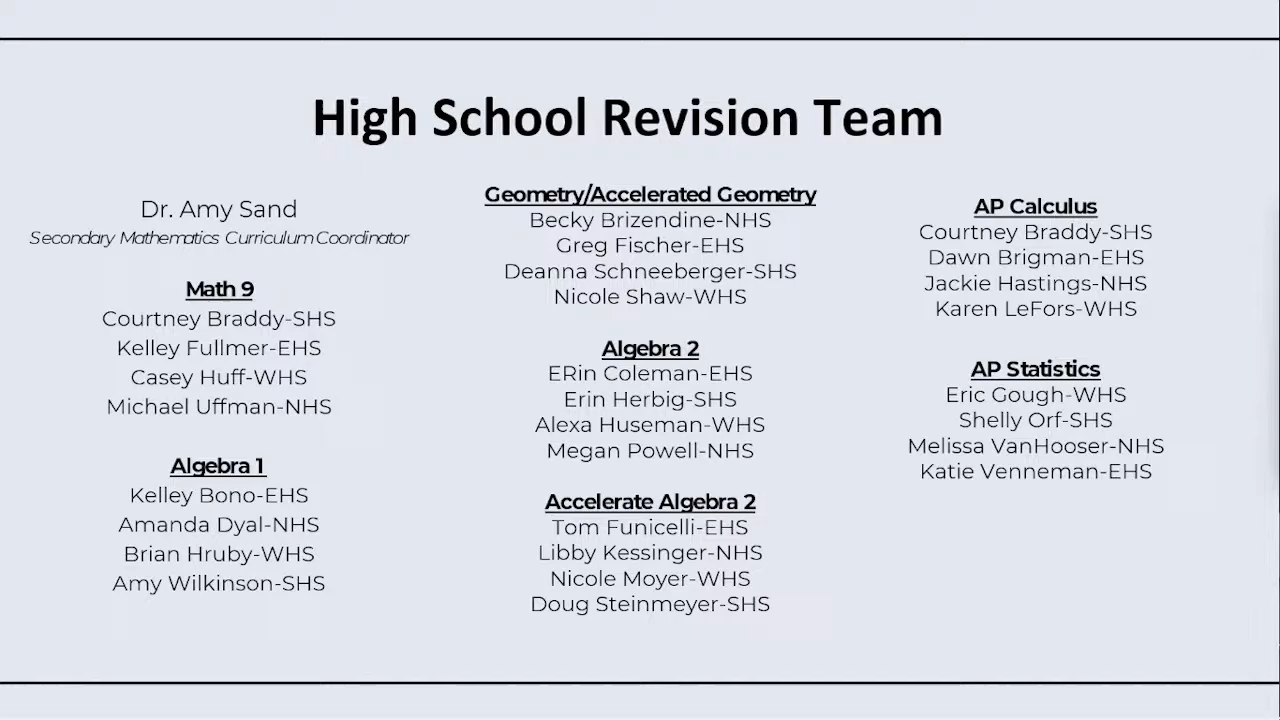 High School Revision Team
Dr. Amy Sand
Secondary Mathematics Curriculum Coordinator
Math 9
Courtney Braddy-SHS
Kelley Fullmer-EHS
Casey Huff-WHS
Michael Uffman-NHS
Algebra 1
Kelley Bono-EHS
Amanda Dyal-NHS
Brian Hruby-WHS
Amy Wilkinson-SHS
Geometry/Accelerated Geometry
Becky Brizendine-NHS
Greg Fischer-EHS
Deanna Schneeberger-SHS
Nicole Shaw-WHS
Algebra 2
ERin Coleman-EHS
Erin Herbig-SHS
Alexa Huseman-WHS
Megan Powell-NHS
Accelerate Algebra 2
Tom Funicelli-EHS
Libby Kessinger-NHS
Nicole Moyer-WHS
Doug Steinmeyer-SHS
AP Calculus
Courtney Braddy-SHS
Dawn Brigman-EHS
Jackie Hastings-NHS
Karen LeFors-WHS
AP Statistics
Eric Gough-WHS
Shelly Orf-SHS
Melissa VanHooser-NHS
Katie Venneman-EHS